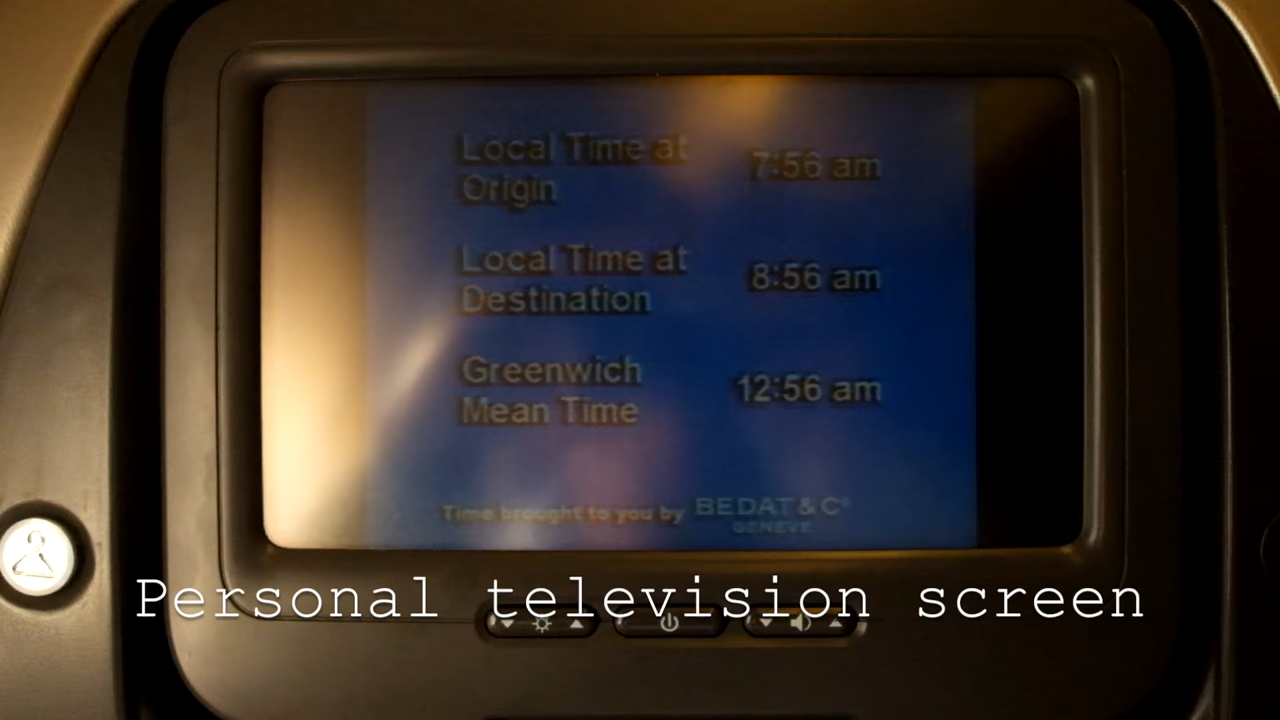 Local Time at
Origin
7:56 am
Local Time at
Destination
8:56 am
Greenwich
Mean Time
12:56 am
Time brought to you by BEDAT & C°
GENEVE
Personal television screen